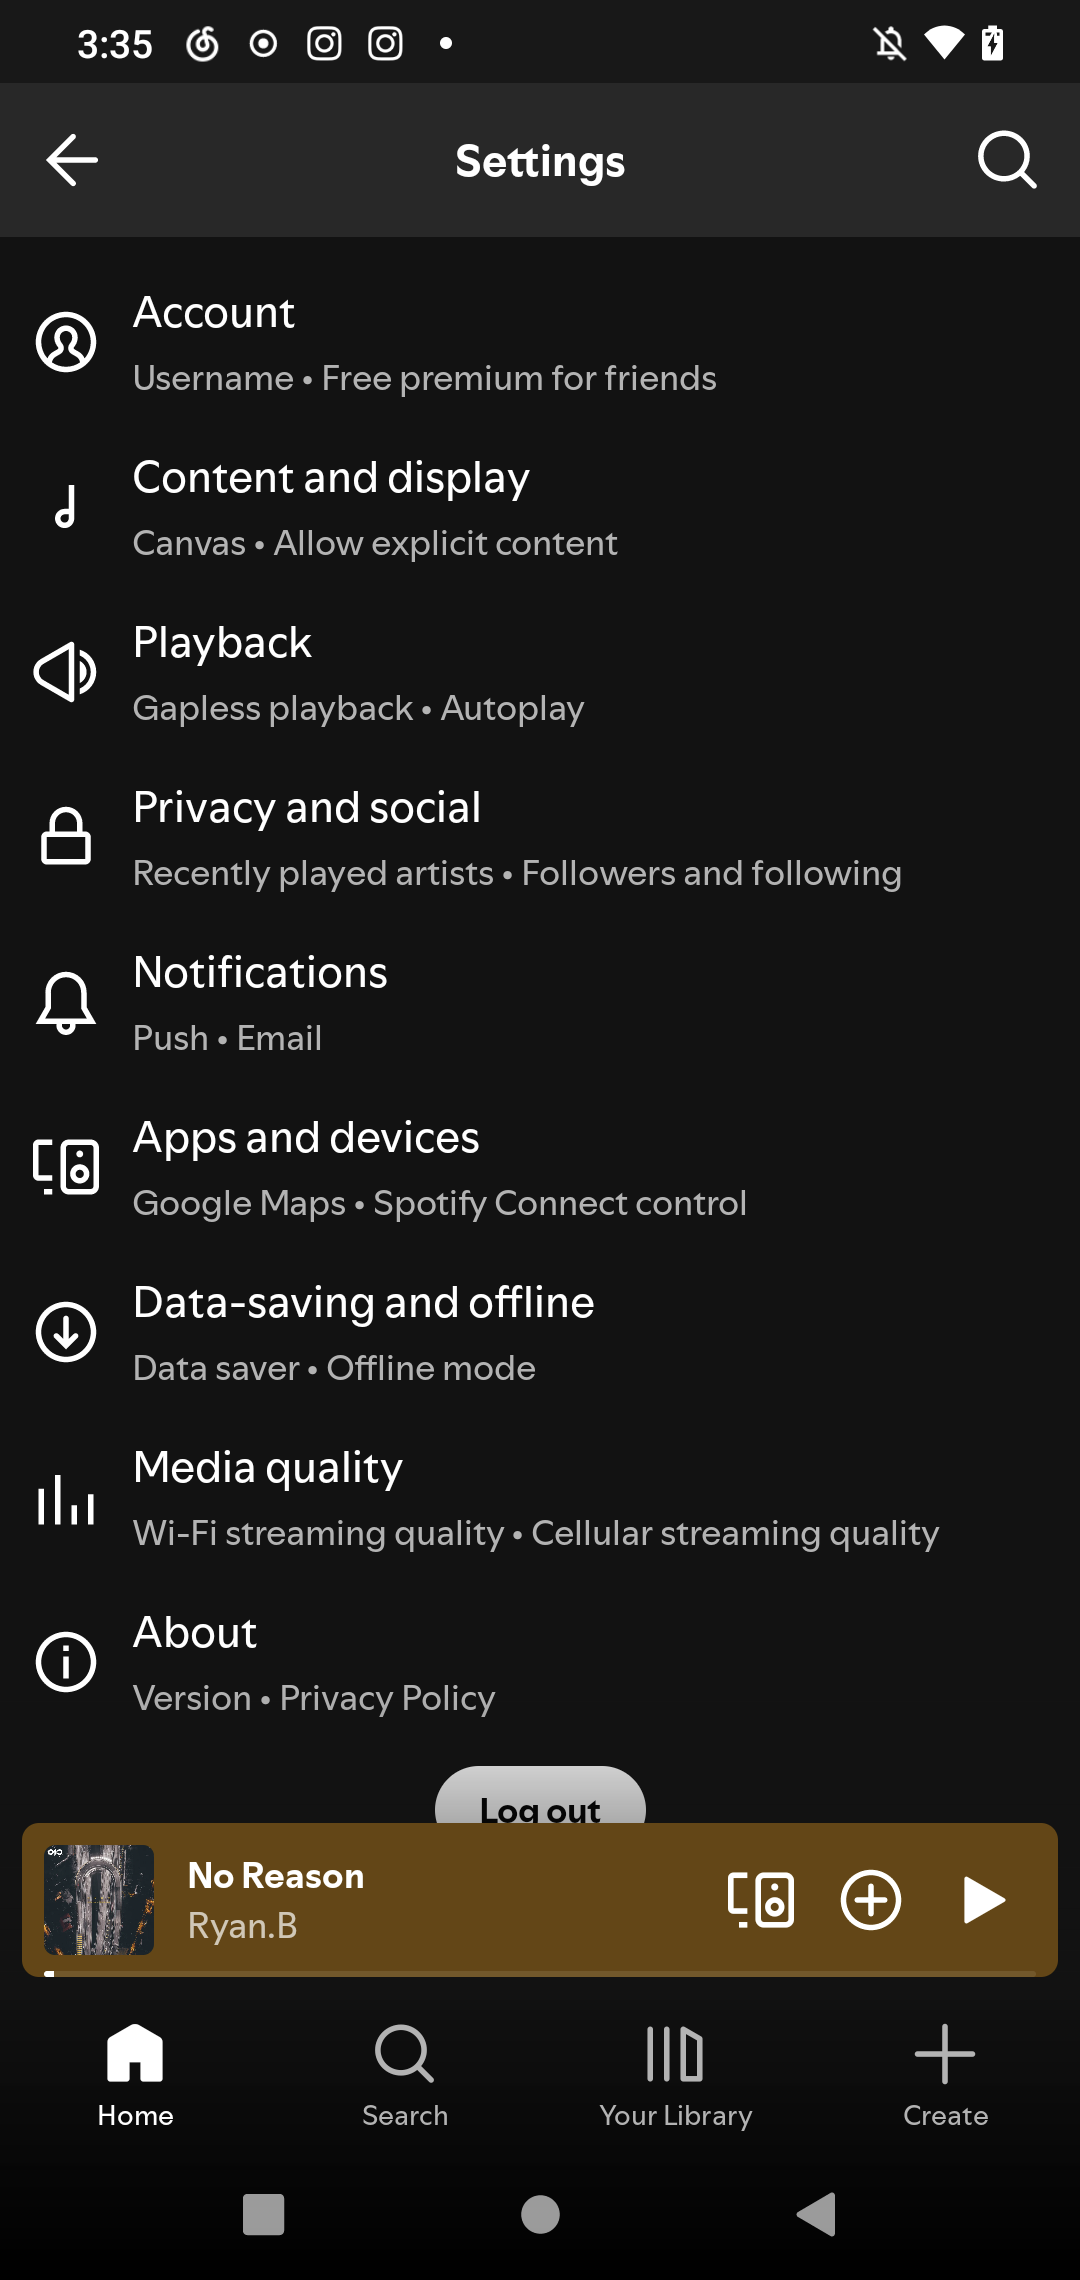 3:35
Settings
Account
Username • Free premium for friends
Content and display
Canvas • Allow explicit content
Playback
Gapless playback • Autoplay
Privacy and social
Recently played artists • Followers and following
Notifications
Push • Email
Apps and devices
Google Maps • Spotify Connect control
Data-saving and offline
Data saver • Offline mode
Media quality
Wi-Fi streaming quality • Cellular streaming quality
About
Version • Privacy Policy
Log out
No Reason
Ryan.B
Home
Search
Your Library
Create